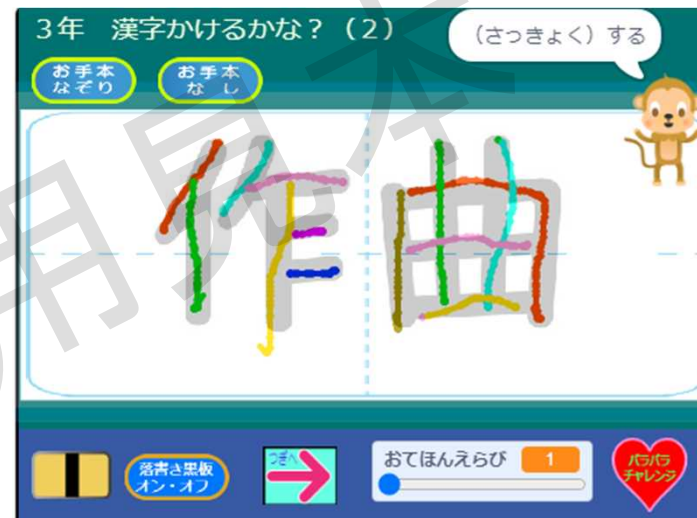 3年 漢字かけるかな？（2）
（さっきょく）する
お手本
なぞり
お手本
なし
作曲
落書き黒板
オン・オフ
つぎへ
おてほんえらび 1
パラパラ
チャレンジ
用見本